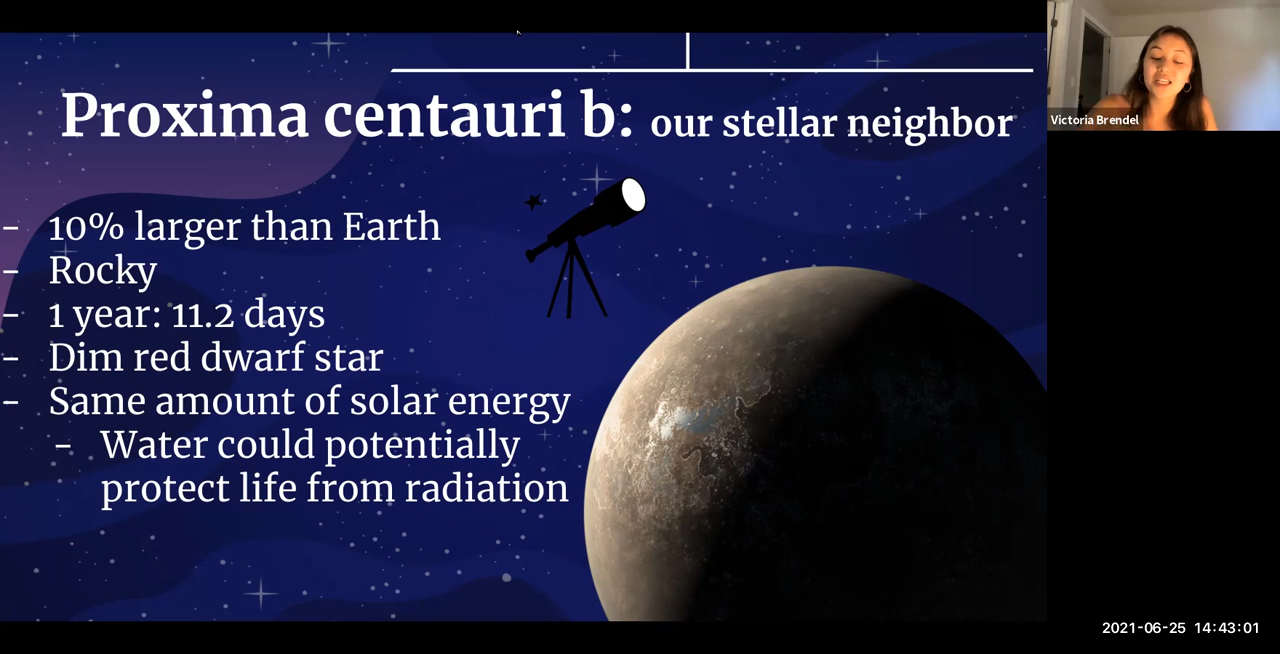 Proxima centauri b: our stellar neighbor
- 10% larger than Earth
- Rocky
- 1 year: 11.2 days
- Dim red dwarf star
- Same amount of solar energy
- Water could potentially
protect life from radiation
Victoria Brendel
2021-06-25 14:43:01